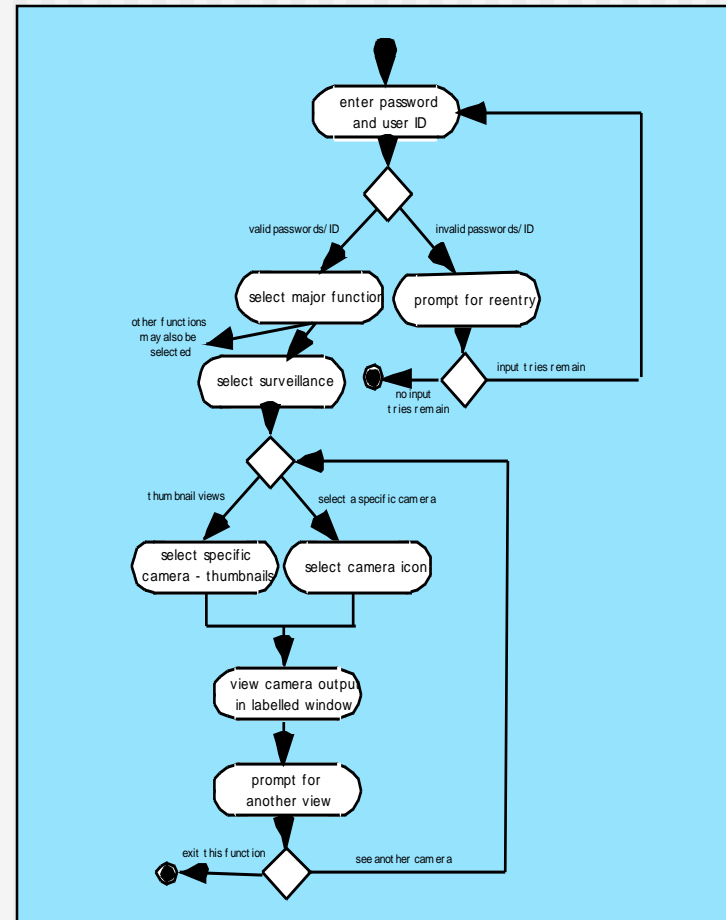 enter password
and user ID
valid passwords/ID
invalid passwords/ID
select major function
prompt for reentry
other functions
may also be
selected
input tries remain
select surveillance
no input
tries remain
thumbnail views
select a specific camera
select specific
camera - thumbnails
select camera icon
view camera output
in labelled window
prompt for
another view
exit this function
see another camera